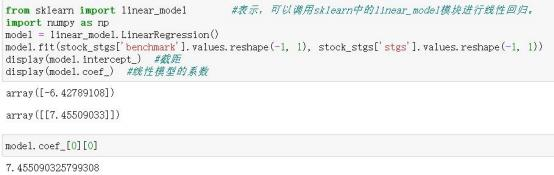 from sklearn import linear_model #表示，可以调用sklearn中的linear_model模块进行线性回归。
import numpy as np
model = linear_model.LinearRegression()
model.fit(stock_stgs['benchmark'].values.reshape(-1, 1), stock_stgs['stgs'].values.reshape(-1, 1))
display(model.intercept_) #截距
display(model.coef_) #线性模型的系数
array([-6.42789108])
array([[7.45509033]])
model.coef_[0][0]
7.455090325799308